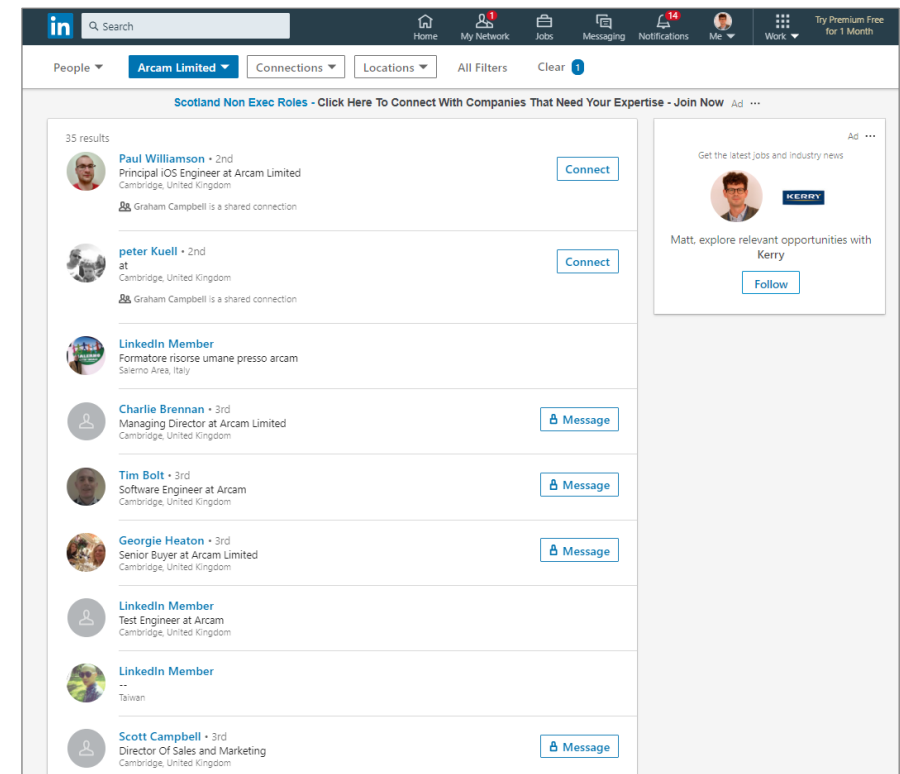 in
Search
Home
1
My Network
Jobs
Messaging
14
Notifications
Me
Work
Try Premium Free
for 1 Month
People
Arcam Limited
Connections
Locations
All Filters
Clear 1
Scotland Non Exec Roles - Click Here To Connect With Companies That Need Your Expertise - Join Now Ad ···
35 results
Paul Williamson • 2nd
Principal iOS Engineer at Arcam Limited
Cambridge, United Kingdom
Graham Campbell is a shared connection
Connect
peter Kuell • 2nd
at
Cambridge, United Kingdom
Graham Campbell is a shared connection
Connect
LinkedIn Member
Formatore risorse umane presso arcam
Salerno Area, Italy
Charlie Brennan • 3rd
Managing Director at Arcam Limited
Cambridge, United Kingdom
Message
Tim Bolt • 3rd
Software Engineer at Arcam
Cambridge, United Kingdom
Message
Georgie Heaton • 3rd
Senior Buyer at Arcam Limited
Cambridge, United Kingdom
Message
LinkedIn Member
Test Engineer at Arcam
Cambridge, United Kingdom
LinkedIn Member
--
Taiwan
Scott Campbell • 3rd
Director Of Sales and Marketing
Cambridge, United Kingdom
Message
Ad ···
Get the latest jobs and industry news
KERRY
Matt, explore relevant opportunities with
Kerry
Follow